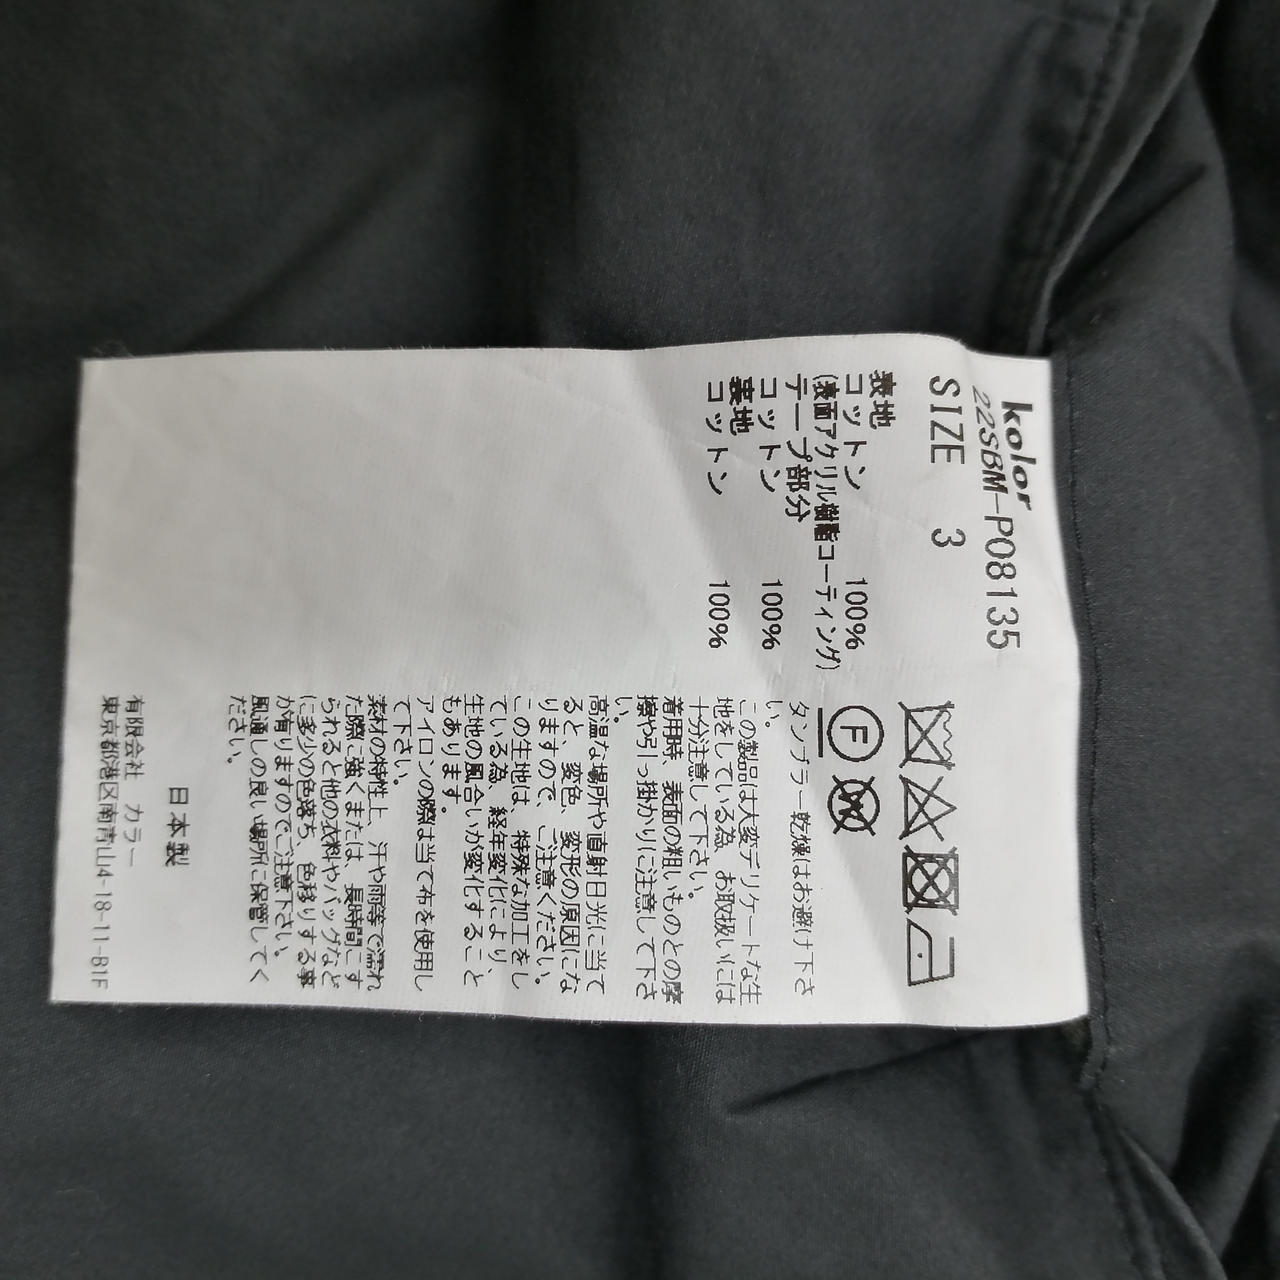 kolor
22SBM-P08135
SIZE 3
表地
コットン 100%
(表面アクリル樹脂コーティング)
テープ部分
コットン 100%
裏地
コットン 100%
F
W
タンブラー乾燥はお避け下さ
い。
この製品は大変デリケートな生
地をしている為、お取扱いには
十分注意して下さい。
着用時、表面の粗いものとの摩
擦や引っ掛かりに注意して下さ
い。
高温な場所や直射日光に当て
ると、変色、変形の原因にな
りますので、ご注意ください。
この生地は、特殊な加工をし
ている為、経年変化により、
生地の風合いが変化すること
もあります。
アイロンの際は当て布を使用し
て下さい。
素材の特性上、汗や雨等で濡れ
た際に強くまたは、長時間こす
られると他の衣料やバッグなど
に多少の色落ち、色移りする事
が有りますのでご注意下さい。
風通しの良い場所に保管してく
ださい。
日本製
有限会社 カラー
東京都港区南青山4-18-11-B1F